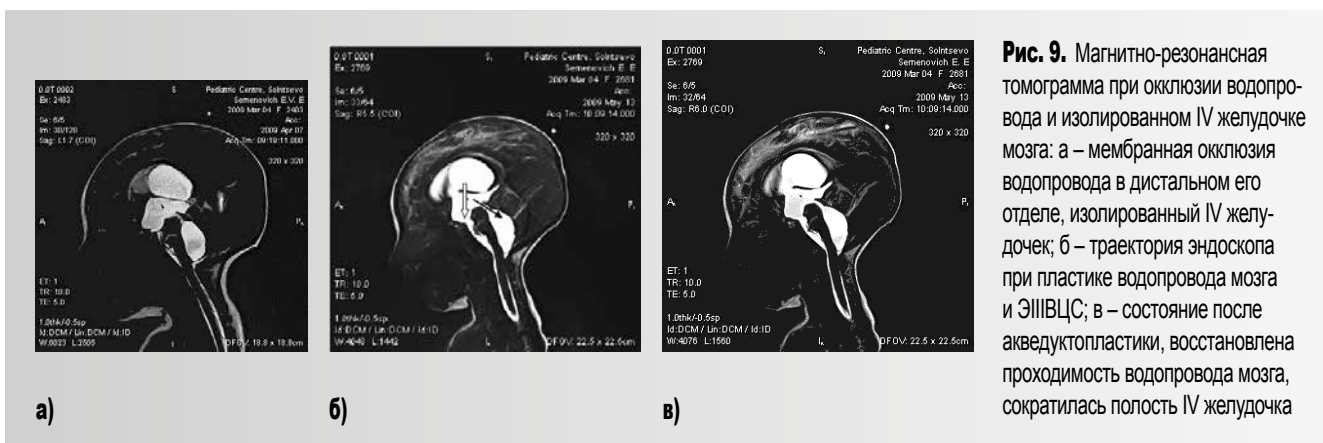 0.0T 0002
Ex: 2483
Se: 6/5
Im: 30/120
Sag: L1.7 (COI)
S
Pediatric Centre, Solntsevo
Semenovich E.V. E
2009 Mar 04 F 2483
Acc:
2009 Apr 07
Acq Tm: 09:19:11.000
320 x 320
A
P
ET: 1
TR: 10.0
TE: 5.0
1.0thk/-0.5sp
Id:DCM / Lin:DCM / Id:ID
W:6023 L:2505
DFOV: 18.8 x 18.8cm
а)
0.0T 0001
Ex: 2769
Se: 6/5
Im: 33/64
Sag: R5.5 (COI)
S
Pediatric Centre, Solntsevo
Semenovich E. E
2009 Mar 04 F 2681
Acc:
2009 May 13
Acq Tm: 10:09:14.000
320 x 320
A
P
ET: 1
TR: 10.0
TE: 5.0
1.0thk/-0.5sp
Id:DCM / Lin:DCM / Id:ID
W:4048 L:1442
DFOV: 22.5 x 22.5cm
б)
0.0T 0001
Ex: 2769
Se: 6/5
Im: 32/64
Sag: R6.0 (COI)
S
Pediatric Centre, Solntsevo
Semenovich E. E
2009 Mar 04 F 2681
Acc:
2009 May 13
Acq Tm: 10:09:14.000
320 x 320
A
P
ET: 1
TR: 10.0
TE: 5.0
1.0thk/-0.5sp
Id:DCM / Lin:DCM / Id:ID
W:4076 L:1560
DFOV: 22.5 x 22.5cm
в)
Рис. 9. Магнитно-резонансная
томограмма при окклюзии водопро-
вода и изолированном IV желудочке
мозга: а – мембранная окклюзия
водопровода в дистальном его
отделе, изолированный IV желу-
дочек; б – траектория эндоскопа
при пластике водопровода мозга
и ЭIIIВЦС; в – состояние после
акведуктопластики, восстановлена
проходимость водопровода мозга,
сократилась полость IV желудочка